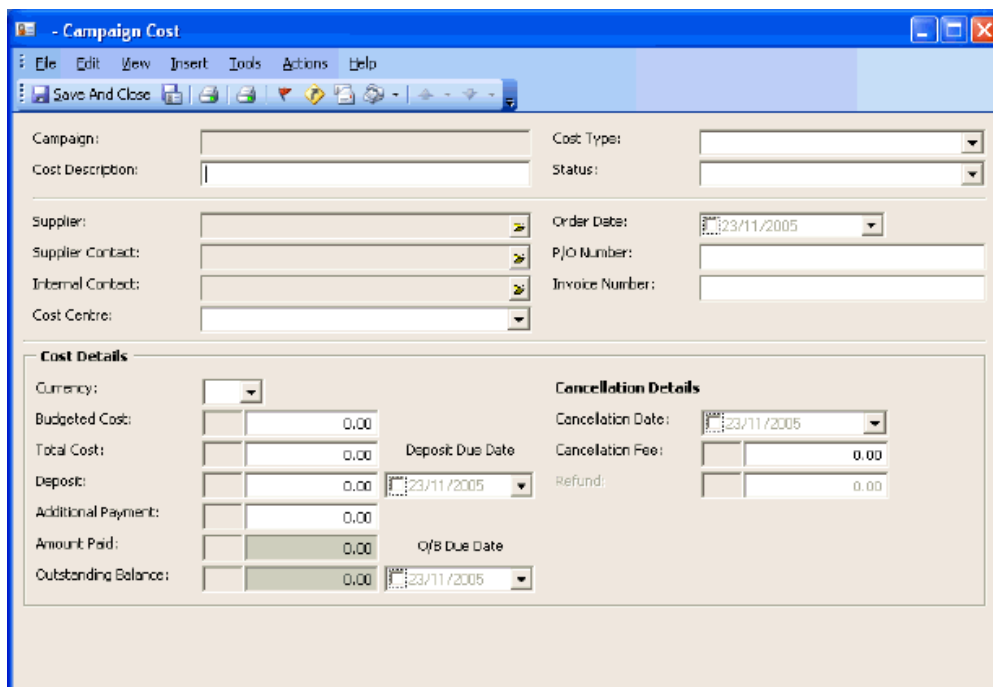 - Campaign Cost
File Edit View Insert Tools Actions Help
Save And Close
Campaign:
Cost Type:
Cost Description:
Status:
Supplier:
Order Date: 23/11/2005
Supplier Contact:
P/O Number:
Internal Contact:
Invoice Number:
Cost Centre:
Cost Details
Currency:
Cancellation Details
Budgeted Cost: 0.00
Cancellation Date: 23/11/2005
Total Cost: 0.00 Deposit Due Date
Cancellation Fee: 0.00
Deposit: 0.00 23/11/2005
Refund: 0.00
Additional Payment: 0.00
Amount Paid: 0.00 O/B Due Date
Outstanding Balance: 0.00 23/11/2005